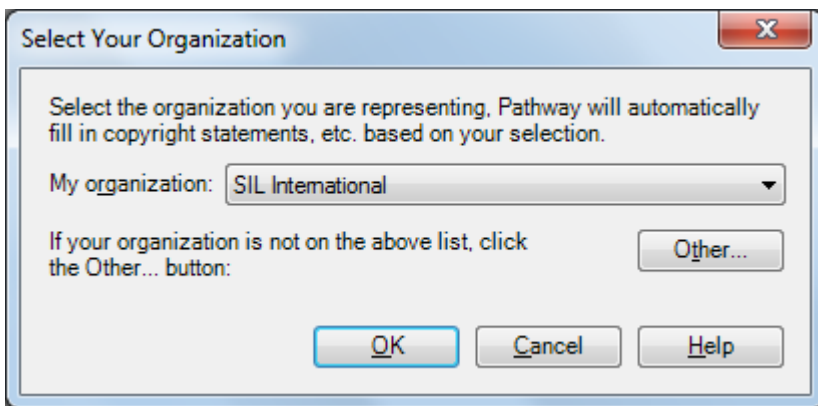 Select Your Organization
Select the organization you are representing, Pathway will automatically
fill in copyright statements, etc. based on your selection.
My organization: SIL International
If your organization is not on the above list, click
the Other... button:
Other...
OK Cancel Help